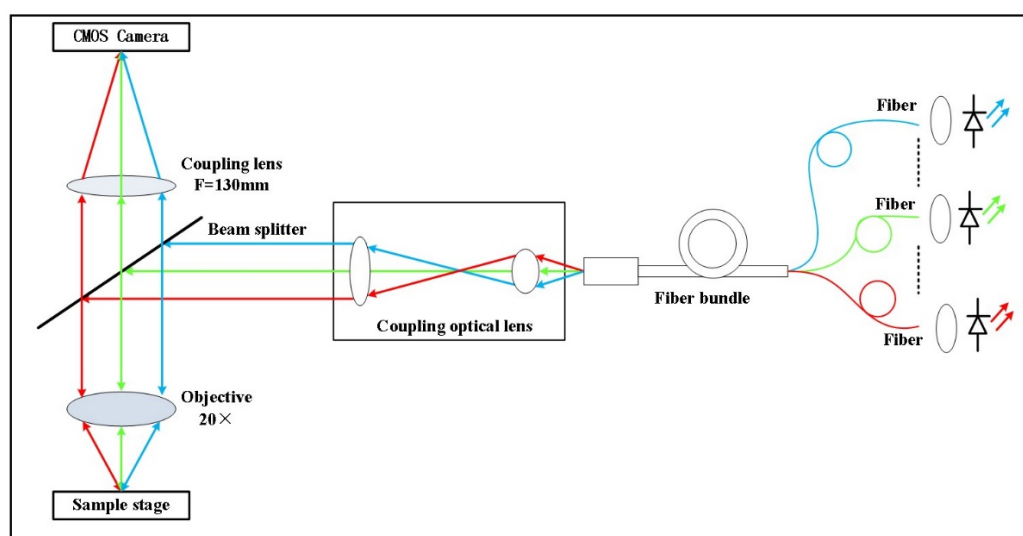 CMOS Camera
Coupling lens
F=130mm
Beam splitter
Fiber
Fiber
Fiber
Fiber bundle
Coupling optical lens
Objective
20×
Sample stage